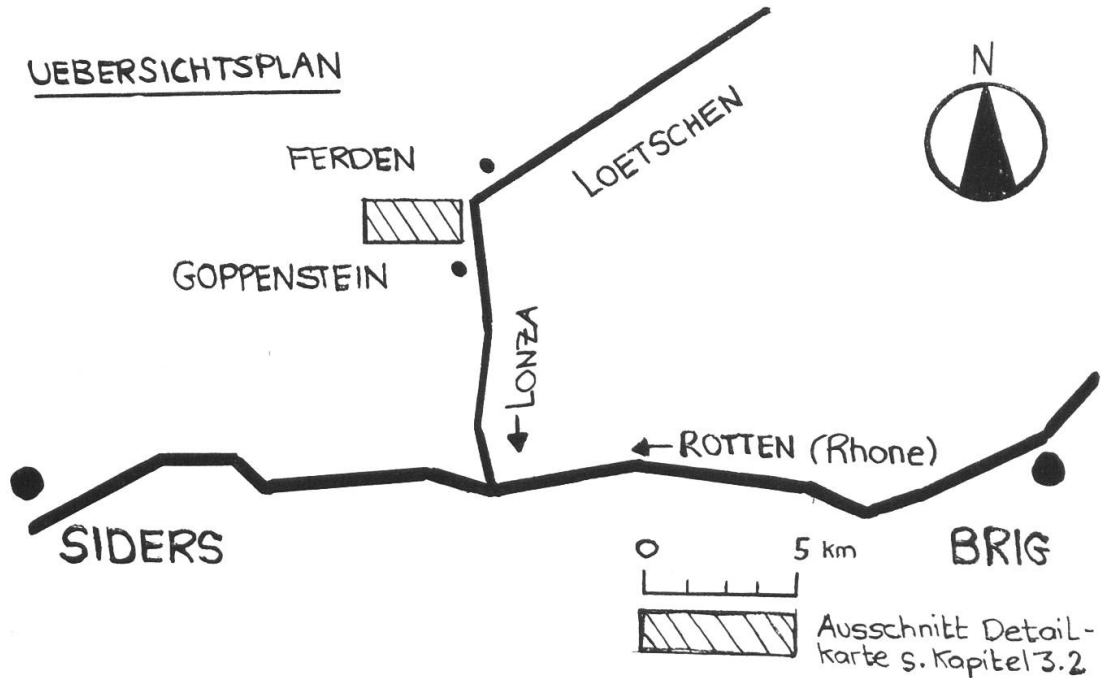 UEBERSICHTSPLAN
N
FERDEN
LOETSCHEN
GOPPENSTEIN
LONZA
ROTTEN (Rhone)
SIDERS
BRIG
0 5 km
Ausschnitt Detail-
karte s. Kapitel 3.2